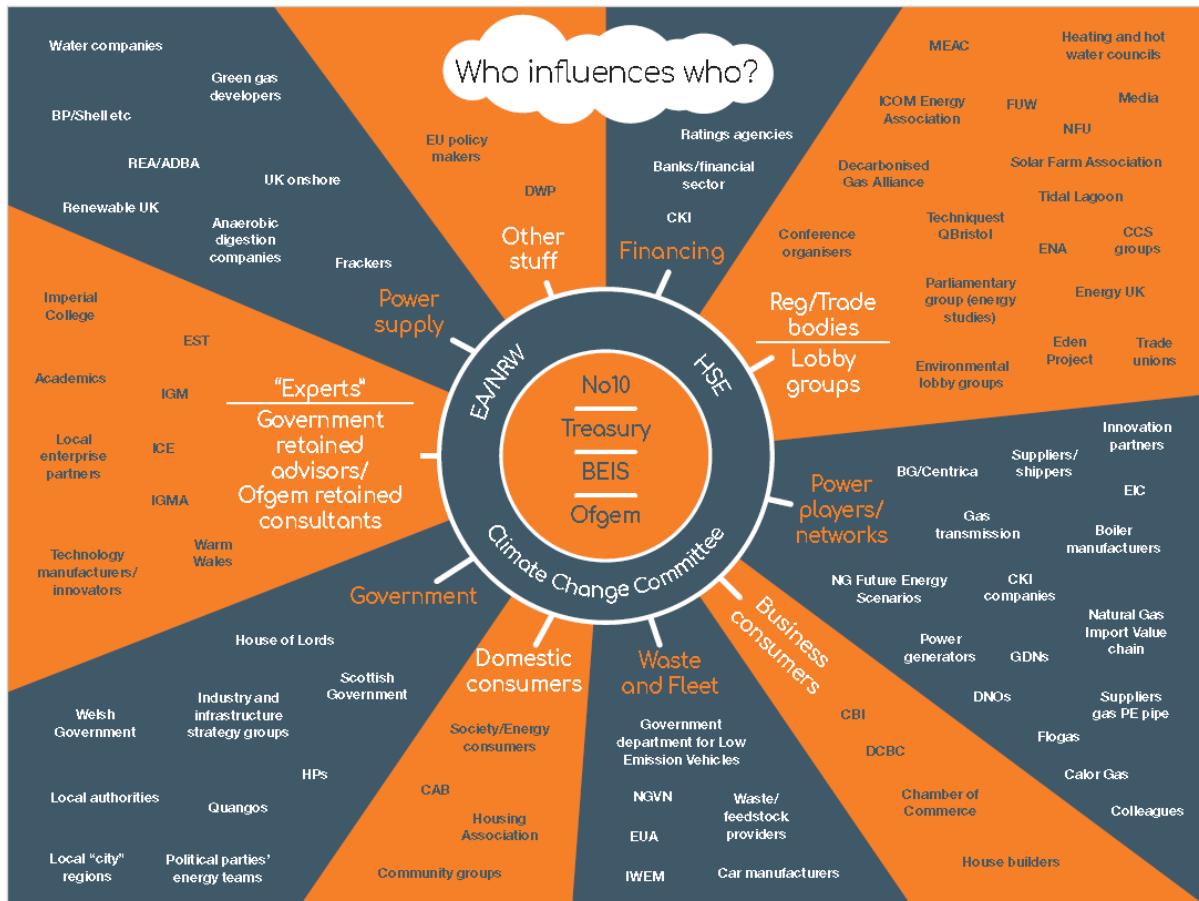 Who influences who?
Water companies
Green gas
developers
BP/Shell etc
REA/ADBA
UK onshore
Renewable UK
Anaerobic
digestion
companies
Frackers
Power
supply
EU policy
makers
DWP
Other
stuff
Ratings agencies
Banks/financial
sector
CKI
Financing
MEAC
Heating and hot
water councils
ICOM Energy
Association
FUW
Media
NFU
Decarbonised
Gas Alliance
Solar Farm Association
Tidal Lagoon
Techniquest
QBristol
Conference
organisers
ENA
CCS
groups
Parliamentary
group (energy
studies)
Energy UK
Eden
Project
Trade
unions
Environmental
lobby groups
Reg/Trade
bodies
Lobby
groups
Imperial
College
EST
Academics
IGM
Local
enterprise
partners
ICE
IGMA
Technology
manufacturers/
innovators
Warm
Wales
"Experts"
Government
retained
advisors/
Ofgem retained
consultants
EA/NRW
HSE
Climate Change Committee
No10
Treasury
BEIS
Ofgem
Power
players/
networks
Innovation
partners
BG/Centrica
Suppliers/
shippers
EIC
Gas
transmission
Boiler
manufacturers
NG Future Energy
Scenarios
CKI
companies
Natural Gas
Import Value
chain
Power
generators
GDNs
DNOs
Suppliers
gas PE pipe
Flogas
Calor Gas
Colleagues
Government
House of Lords
Scottish
Government
Welsh
Government
Industry and
infrastructure
strategy groups
HPs
Local authorities
Quangos
Local "city"
regions
Political parties'
energy teams
Domestic
consumers
Society/Energy
consumers
CAB
Housing
Association
Community groups
Waste
and Fleet
Government
department for Low
Emission Vehicles
NGVN
Waste/
feedstock
providers
EUA
IWEM
Car manufacturers
Business
consumers
CBI
DCBC
Chamber of
Commerce
House builders